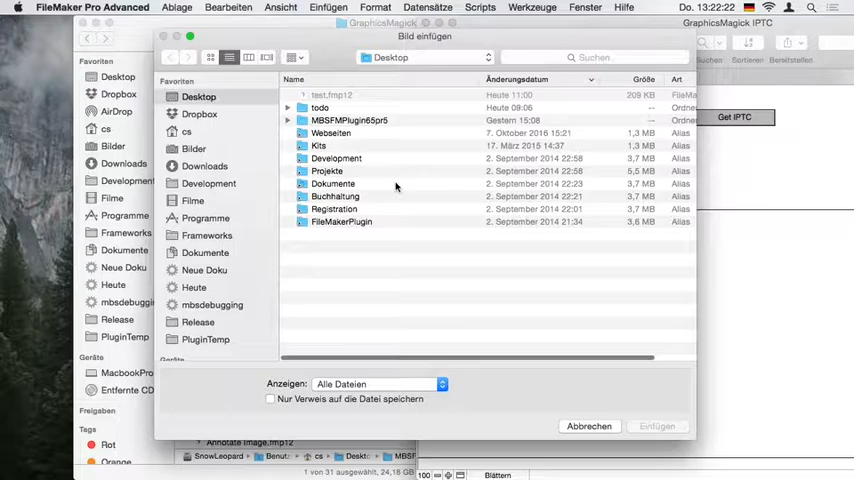 FileMaker Pro Advanced Ablage Bearbeiten Ansicht Einfügen Format Datensätze Scripts Werkzeuge Fenster Hilfe Do. 13:22:22
GraphicsMagick GraphicsMagick IPTC
Bild einfügen
Desktop Suchen
Suchen Sortieren
Favoriten
Desktop
Dropbox
AirDrop
cs
Bilder
Downloads
Development
Filme
Programme
Frameworks
Dokumente
Neue Doku
Heute
mbsdebugging
Release
PluginTemp
Geräte
MacbookPro
Entfernte CD
Freigaben
Tags
Rot
Orange
Favoriten
Desktop
Dropbox
cs
Bilder
Downloads
Development
Filme
Programme
Frameworks
Dokumente
Neue Doku
Heute
mbsdebugging
Release
PluginTemp
Geräte
Name Änderungsdatum Größe Art
test.fmp12 Heute 11:00 209 KB FileMa
todo Heute 09:06 -- Ordner
MBSFMPlugin65pr5 Gestern 15:08 -- Ordner
Webseiten 7. Oktober 2016 15:21 1,3 MB Alias
Kits 17. März 2015 14:37 1,3 MB Alias
Development 2. September 2014 22:58 3,7 MB Alias
Projekte 2. September 2014 22:58 5,5 MB Alias
Dokumente 2. September 2014 22:23 3,7 MB Alias
Buchhaltung 2. September 2014 22:21 3,7 MB Alias
Registration 2. September 2014 22:01 3,7 MB Alias
FileMakerPlugin 2. September 2014 21:34 3,6 MB Alias
Get IPTC
Anzeigen: Alle Dateien
Nur Verweis auf die Datei speichern
Abbrechen Einfügen
Annotate Image.fmp12
SnowLeopard Benutz cs Deskto MBSF
1 von 31 ausgewählt, 24,18 GB
100 Blättern